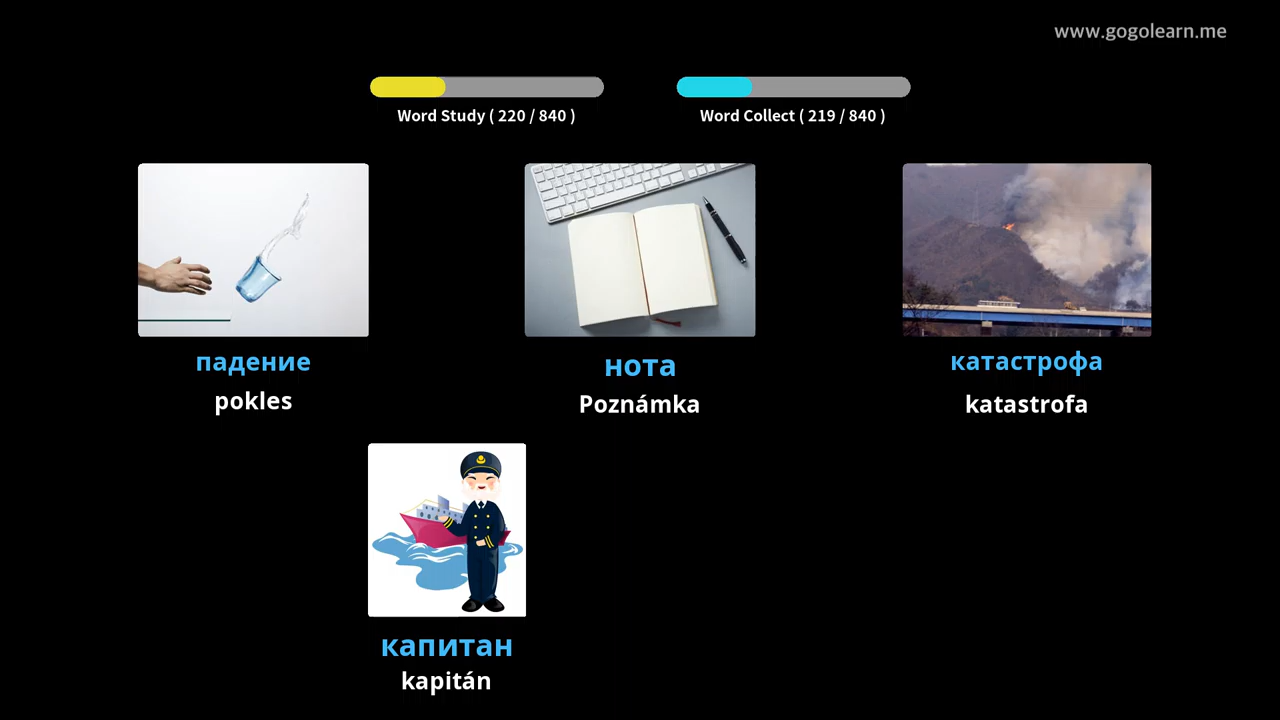 www.gogolearn.me
Word Study ( 220 / 840 )
Word Collect ( 219 / 840 )
падение
pokles
нота
Poznámka
катастрофа
katastrofa
капитан
kapitán